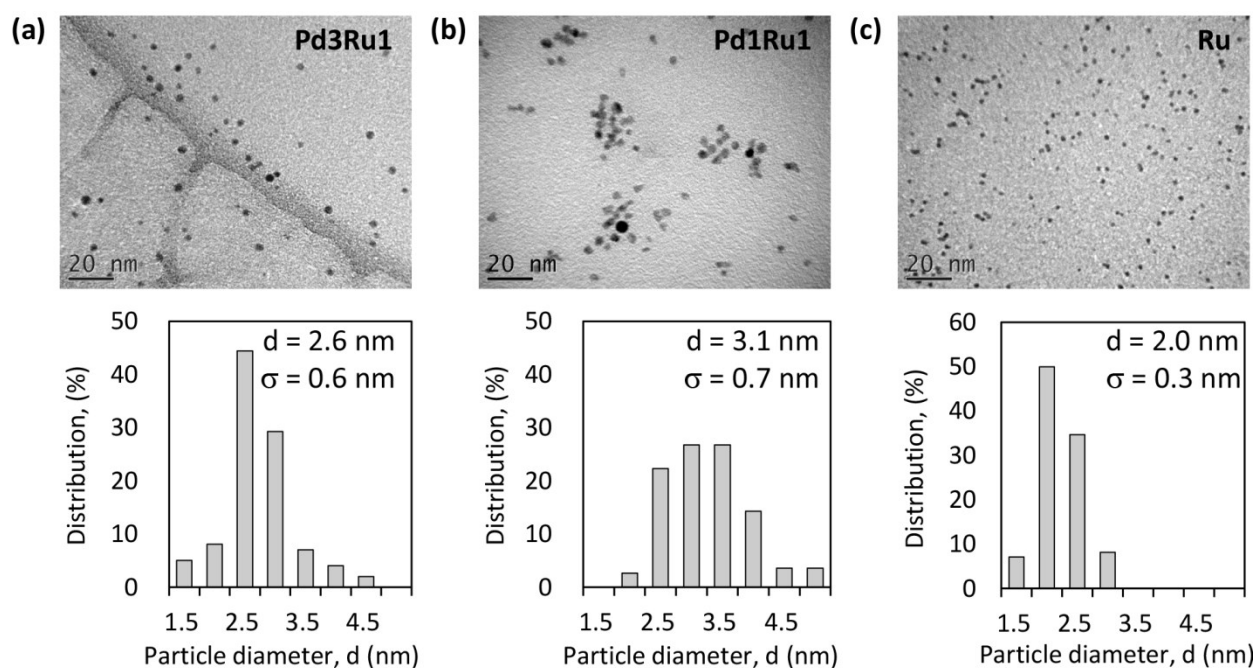 (a)
Pd3Ru1
20 nm
(b)
Pd1Ru1
20 nm
(c)
Ru
20 nm
50
40
30
20
10
0
Distribution, (%)
d = 2.6 nm
σ = 0.6 nm
1.5 2.5 3.5 4.5
Particle diameter, d (nm)
50
40
30
20
10
0
Distribution, (%)
d = 3.1 nm
σ = 0.7 nm
1.5 2.5 3.5 4.5
Particle diameter, d (nm)
60
50
40
30
20
10
0
Distribution, (%)
d = 2.0 nm
σ = 0.3 nm
1.5 2.5 3.5 4.5
Particle diameter, d (nm)